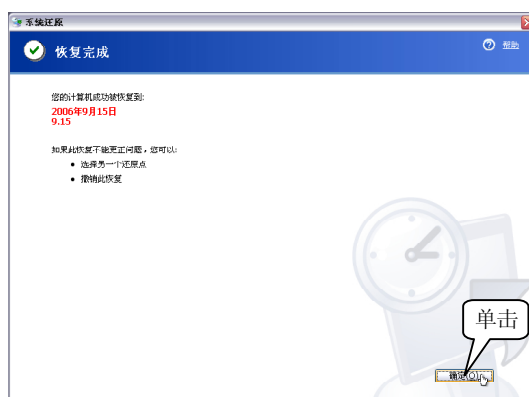 系统还原
恢复完成
帮助
您的计算机成功被恢复到:
2006年9月15日
9.15
如果此恢复不能更正问题，您可以:
• 选择另一个还原点
• 撤销此恢复
单击
确定(O)